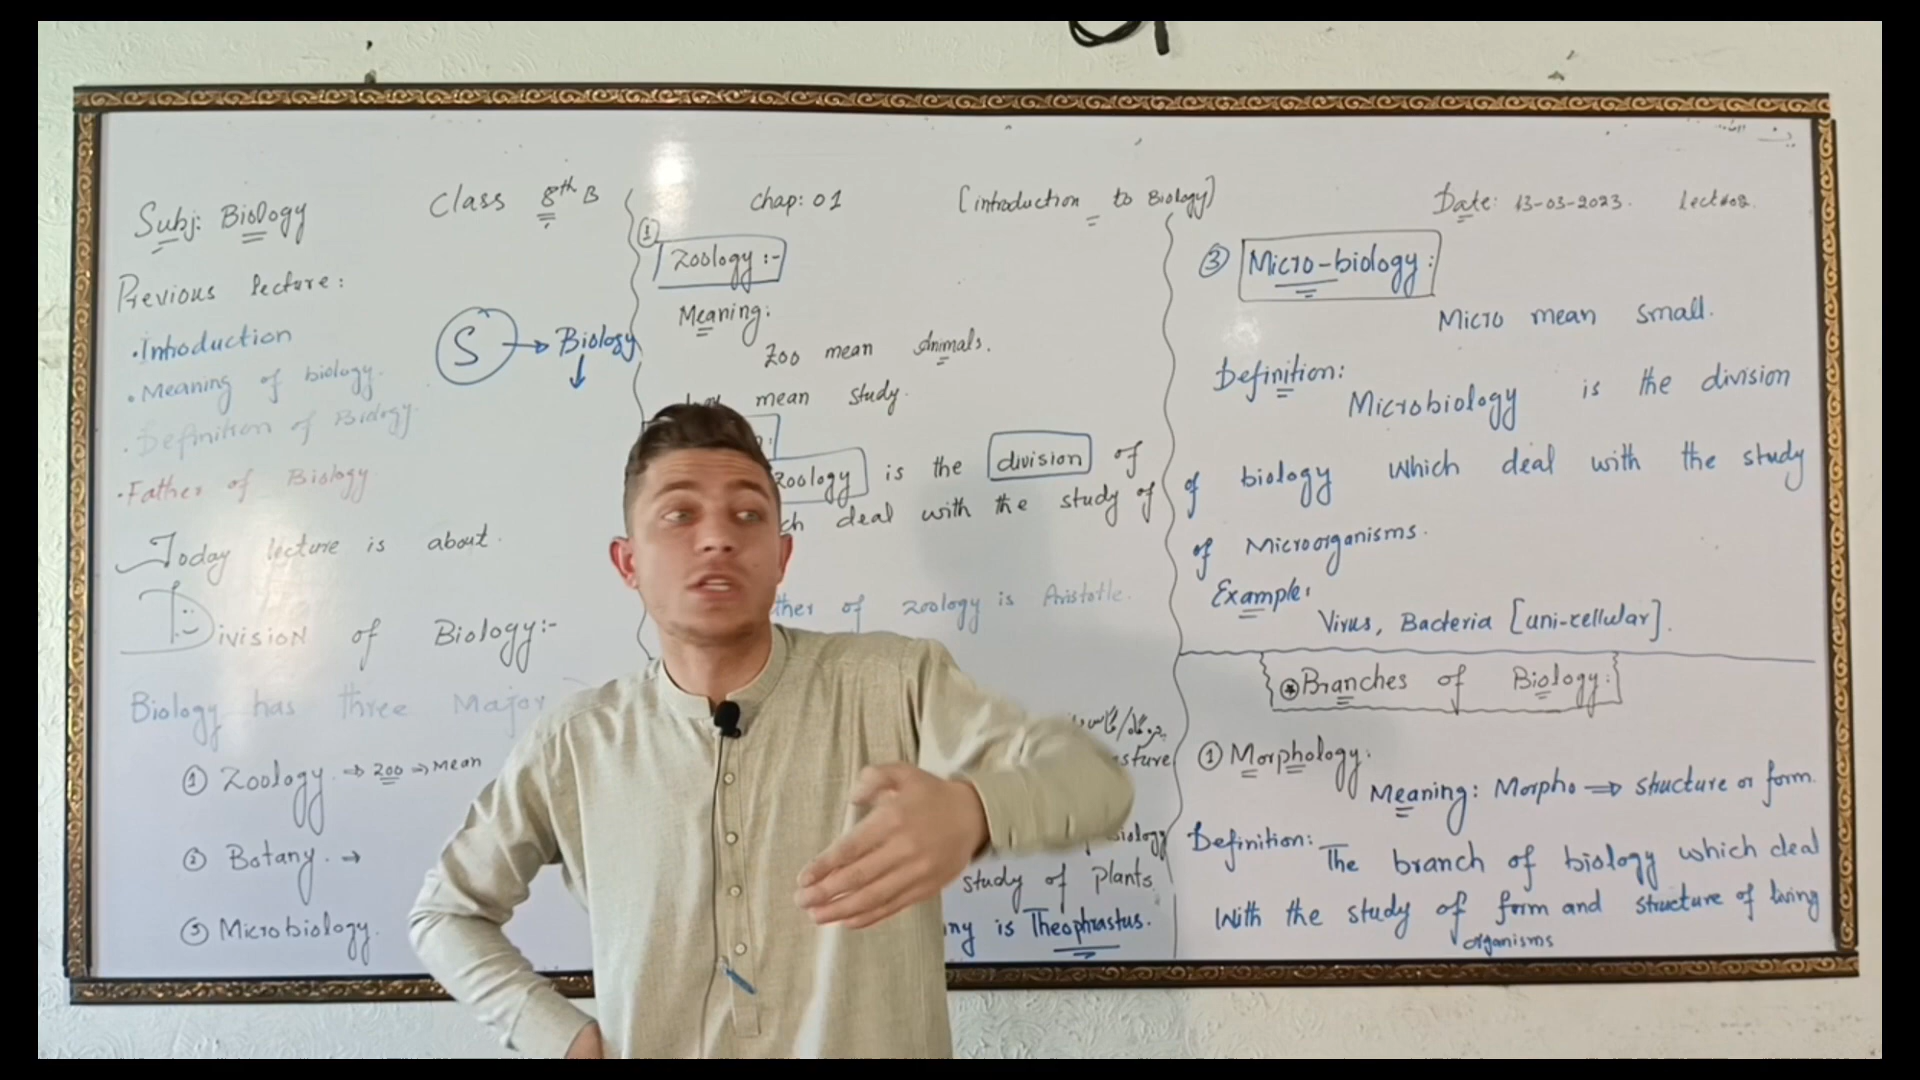 Subj: Biology
Class 8th B
Chap: 01
[introduction to Biology]
Date: 13-03-2023.
Previous lecture:
• Introduction
• Meaning of biology.
• Definition of Biology.
• Father of Biology.
S → Biology
Today lecture is about.
Division of Biology:-
Biology has three Major
① Zoology. → Zoo → Mean
② Botany. →
③ Microbiology.
①
Zoology :-
Meaning:
Zoo mean Animals.
mean study.
Zoology is the division of
deal with the study of
of zoology is Aristotle.
study of plants.
is Theophrastus.
③ Micro-biology:
Micro mean small.
Definition:
Microbiology is the division
of biology which deal with the study
of Microorganisms.
Example:
Virus, Bacteria [uni-cellular].
Branches of Biology:
① Morphology:
Meaning: Morpho → structure or form.
Definition: The branch of biology which deal
with the study of form and structure of living
organisms